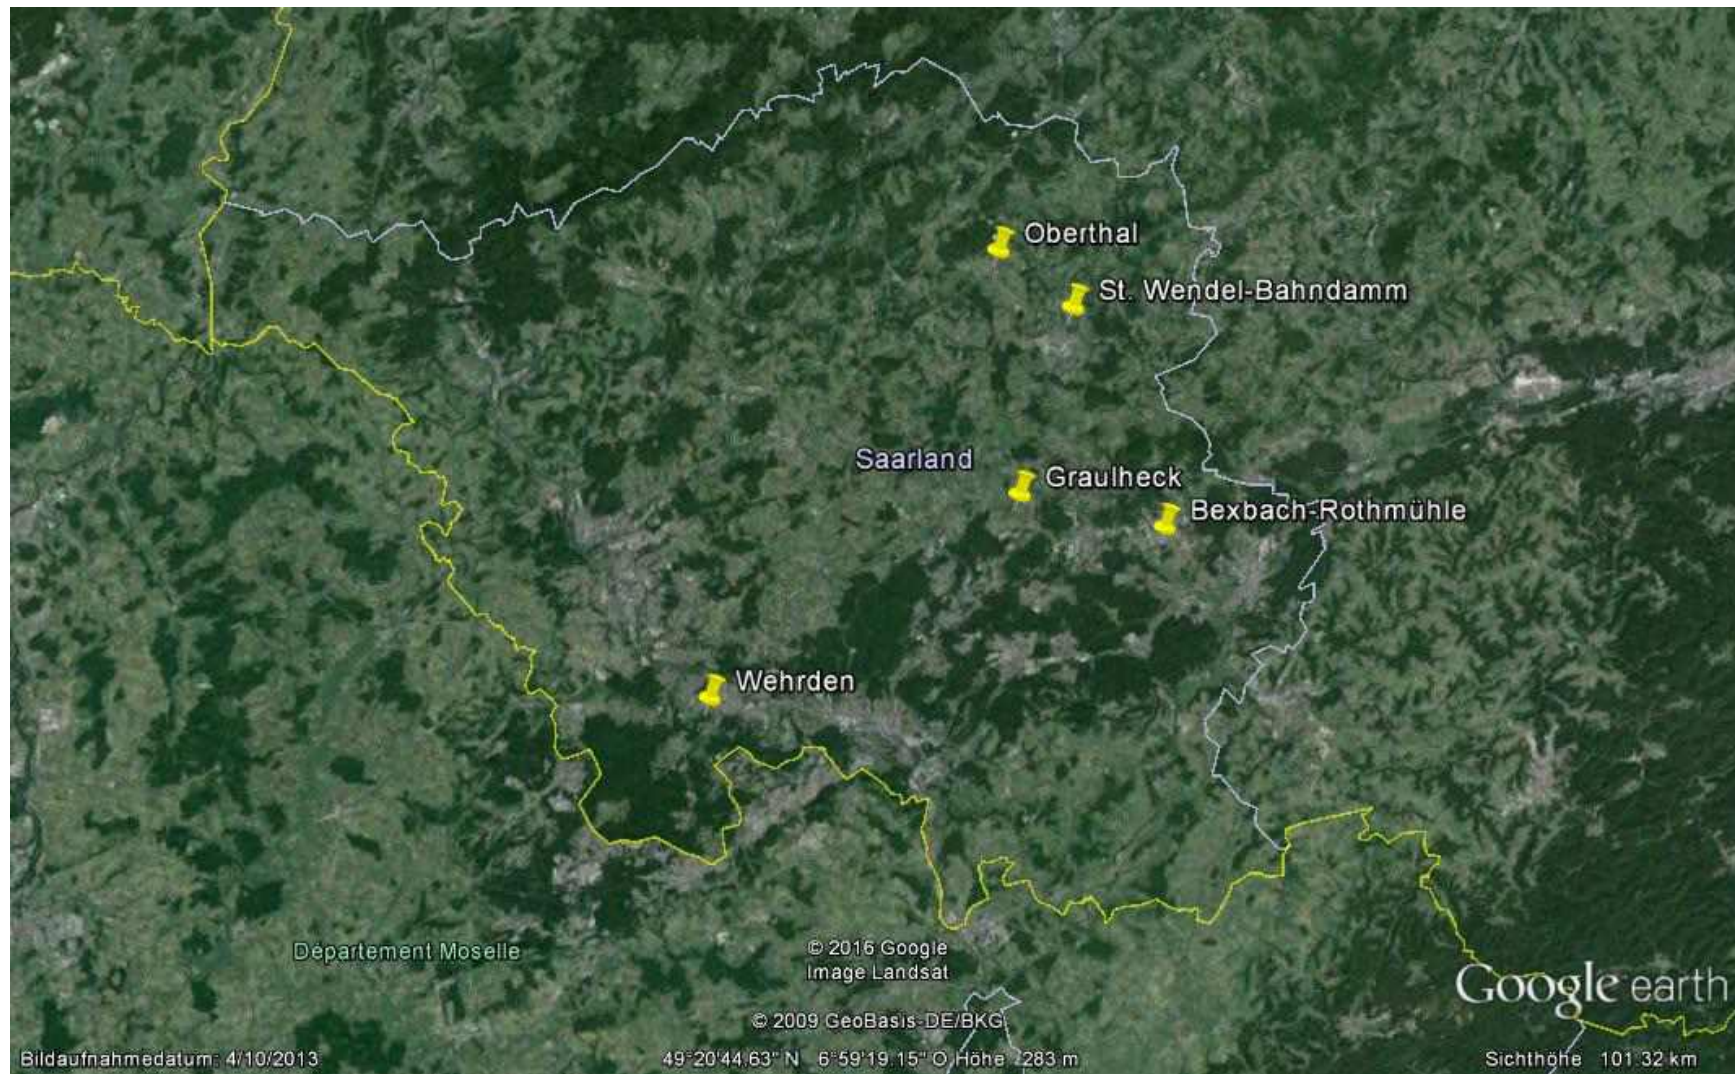 Oberthal
St. Wendel-Bahndamm
Saarland
Graulheck
Bexbach-Rothmühle
Wehrden
Département Moselle
© 2016 Google
Image Landsat
Google earth
© 2009 GeoBasis-DE/BKG
Bildaufnahmedatum: 4/10/2013
49°20'44.63" N 6°59'19.15" O Höhe 283 m
Sichthöhe 101.32 km